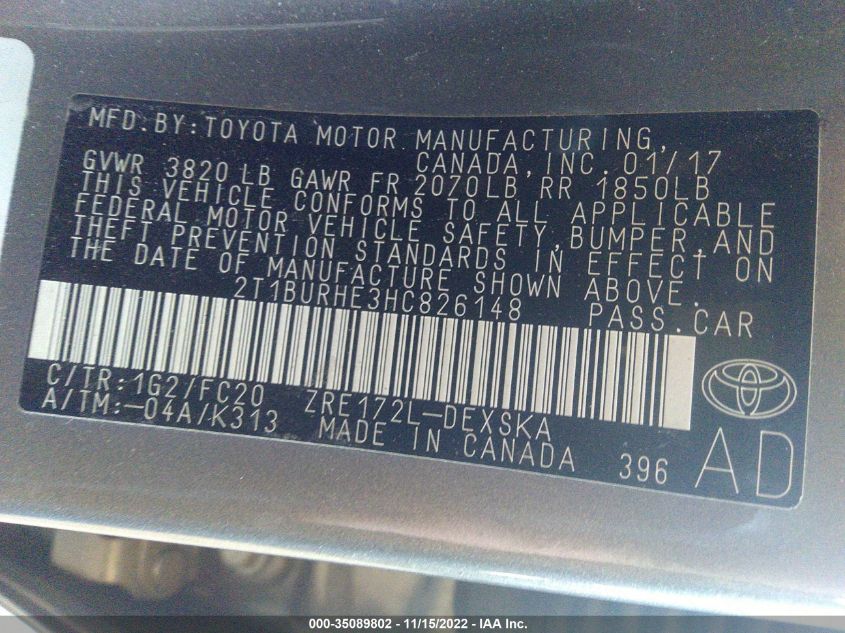 MFD.BY:TOYOTA MOTOR MANUFACTURING,
CANADA,INC. 01/17
GVWR 3820 LB GAWR FR 2070LB RR 1850LB
THIS VEHICLE CONFORMS TO ALL APPLICABLE
FEDERAL MOTOR VEHICLE SAFETY,BUMPER,AND
THEFT PREVENTION STANDARDS IN EFFECT ON
THE DATE OF MANUFACTURE SHOWN ABOVE.
2T1BURHE3HC826148 PASS.CAR
C/TR:1G2/FC20 ZRE172L-DEXSKA
A/TM:-04A/K313 MADE IN CANADA 396
AD
000-35089802 - 11/15/2022 - IAA Inc.